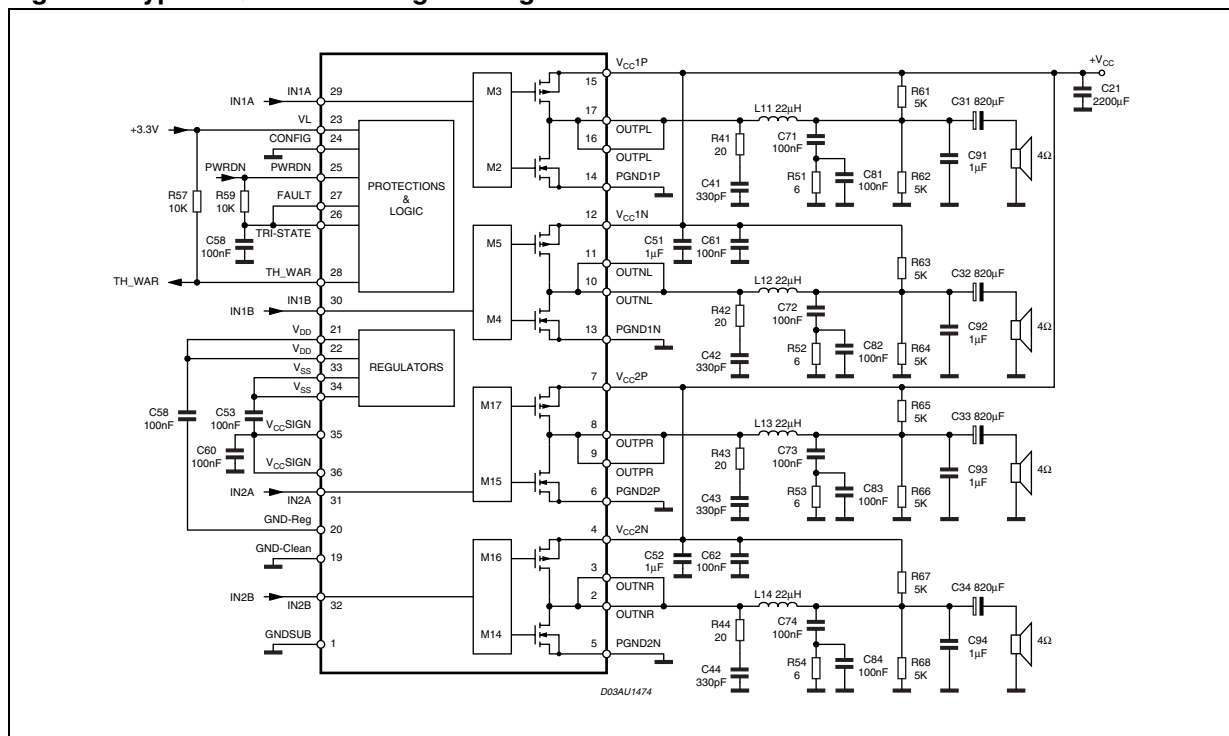 IN1A
IN1A
29
+3.3V
VL
23
CONFIG
24
PWRDN
PWRDN
25
R57
10K
R59
10K
FAULT
27
26
TRI-STATE
C58
100nF
TH_WAR
TH_WAR
28
IN1B
IN1B
30
PROTECTIONS
&
LOGIC
VDD
21
VDD
22
VSS
33
VSS
34
REGULATORS
C58
100nF
C53
100nF
C60
100nF
VCCSIGN
35
VCCSIGN
36
IN2A
IN2A
31
GND-Reg
20
GND-Clean
19
IN2B
IN2B
32
GNDSUB
1
M3
M2
M5
M4
M17
M15
M16
M14
15
VCC1P
17
OUTPL
16
OUTPL
14
PGND1P
12
VCC1N
11
OUTNL
10
OUTNL
13
PGND1N
7
VCC2P
8
OUTPR
9
OUTPR
6
PGND2P
4
VCC2N
3
OUTNR
2
OUTNR
5
PGND2N
+VCC
C21
2200µF
L11 22µH
R41
20
C41
330pF
C71
100nF
R51
6
C81
100nF
R61
5K
R62
5K
C31 820µF
C91
1µF
4Ω
C51
1µF
C61
100nF
L12 22µH
R42
20
C42
330pF
C72
100nF
R52
6
C82
100nF
R63
5K
R64
5K
C32 820µF
C92
1µF
4Ω
L13 22µH
R43
20
C43
330pF
C73
100nF
R53
6
C83
100nF
R65
5K
R66
5K
C33 820µF
C93
1µF
4Ω
C52
1µF
C62
100nF
L14 22µH
R44
20
C44
330pF
C74
100nF
R54
6
C84
100nF
R67
5K
R68
5K
C34 820µF
C94
1µF
4Ω
D03AU1474